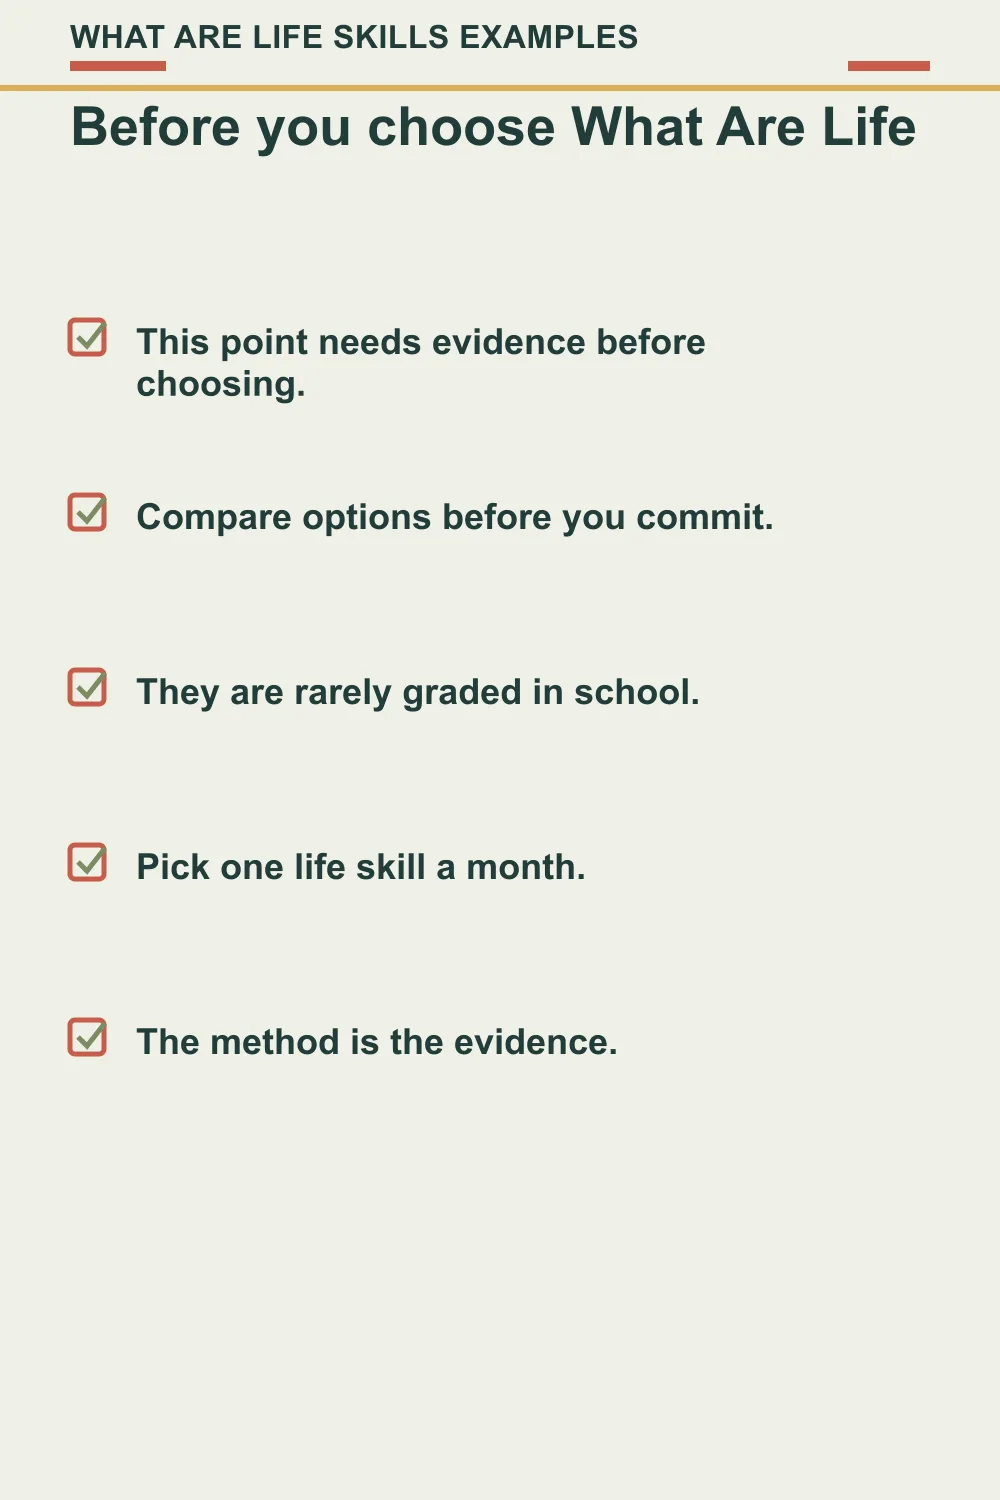 WHAT ARE LIFE SKILLS EXAMPLES
Before you choose What Are Life
This point needs evidence before
choosing.
Compare options before you commit.
They are rarely graded in school.
Pick one life skill a month.
The method is the evidence.